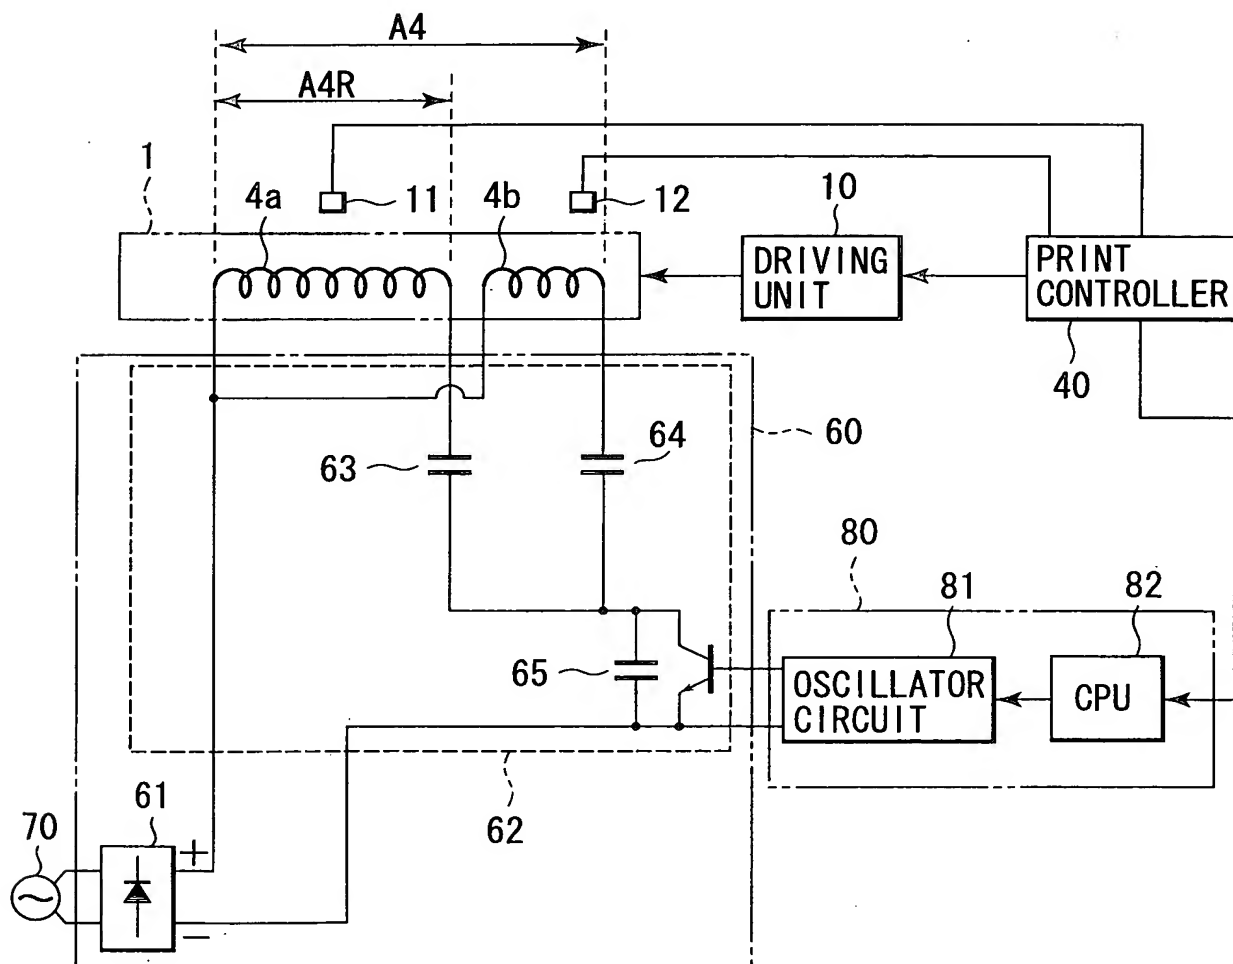 A4
A4R
1
4a
11
4b
12
10
DRIVING
UNIT
PRINT
CONTROLLER
40
63
64
60
80
81
82
65
OSCILLATOR
CIRCUIT
CPU
62
61
70
+
−